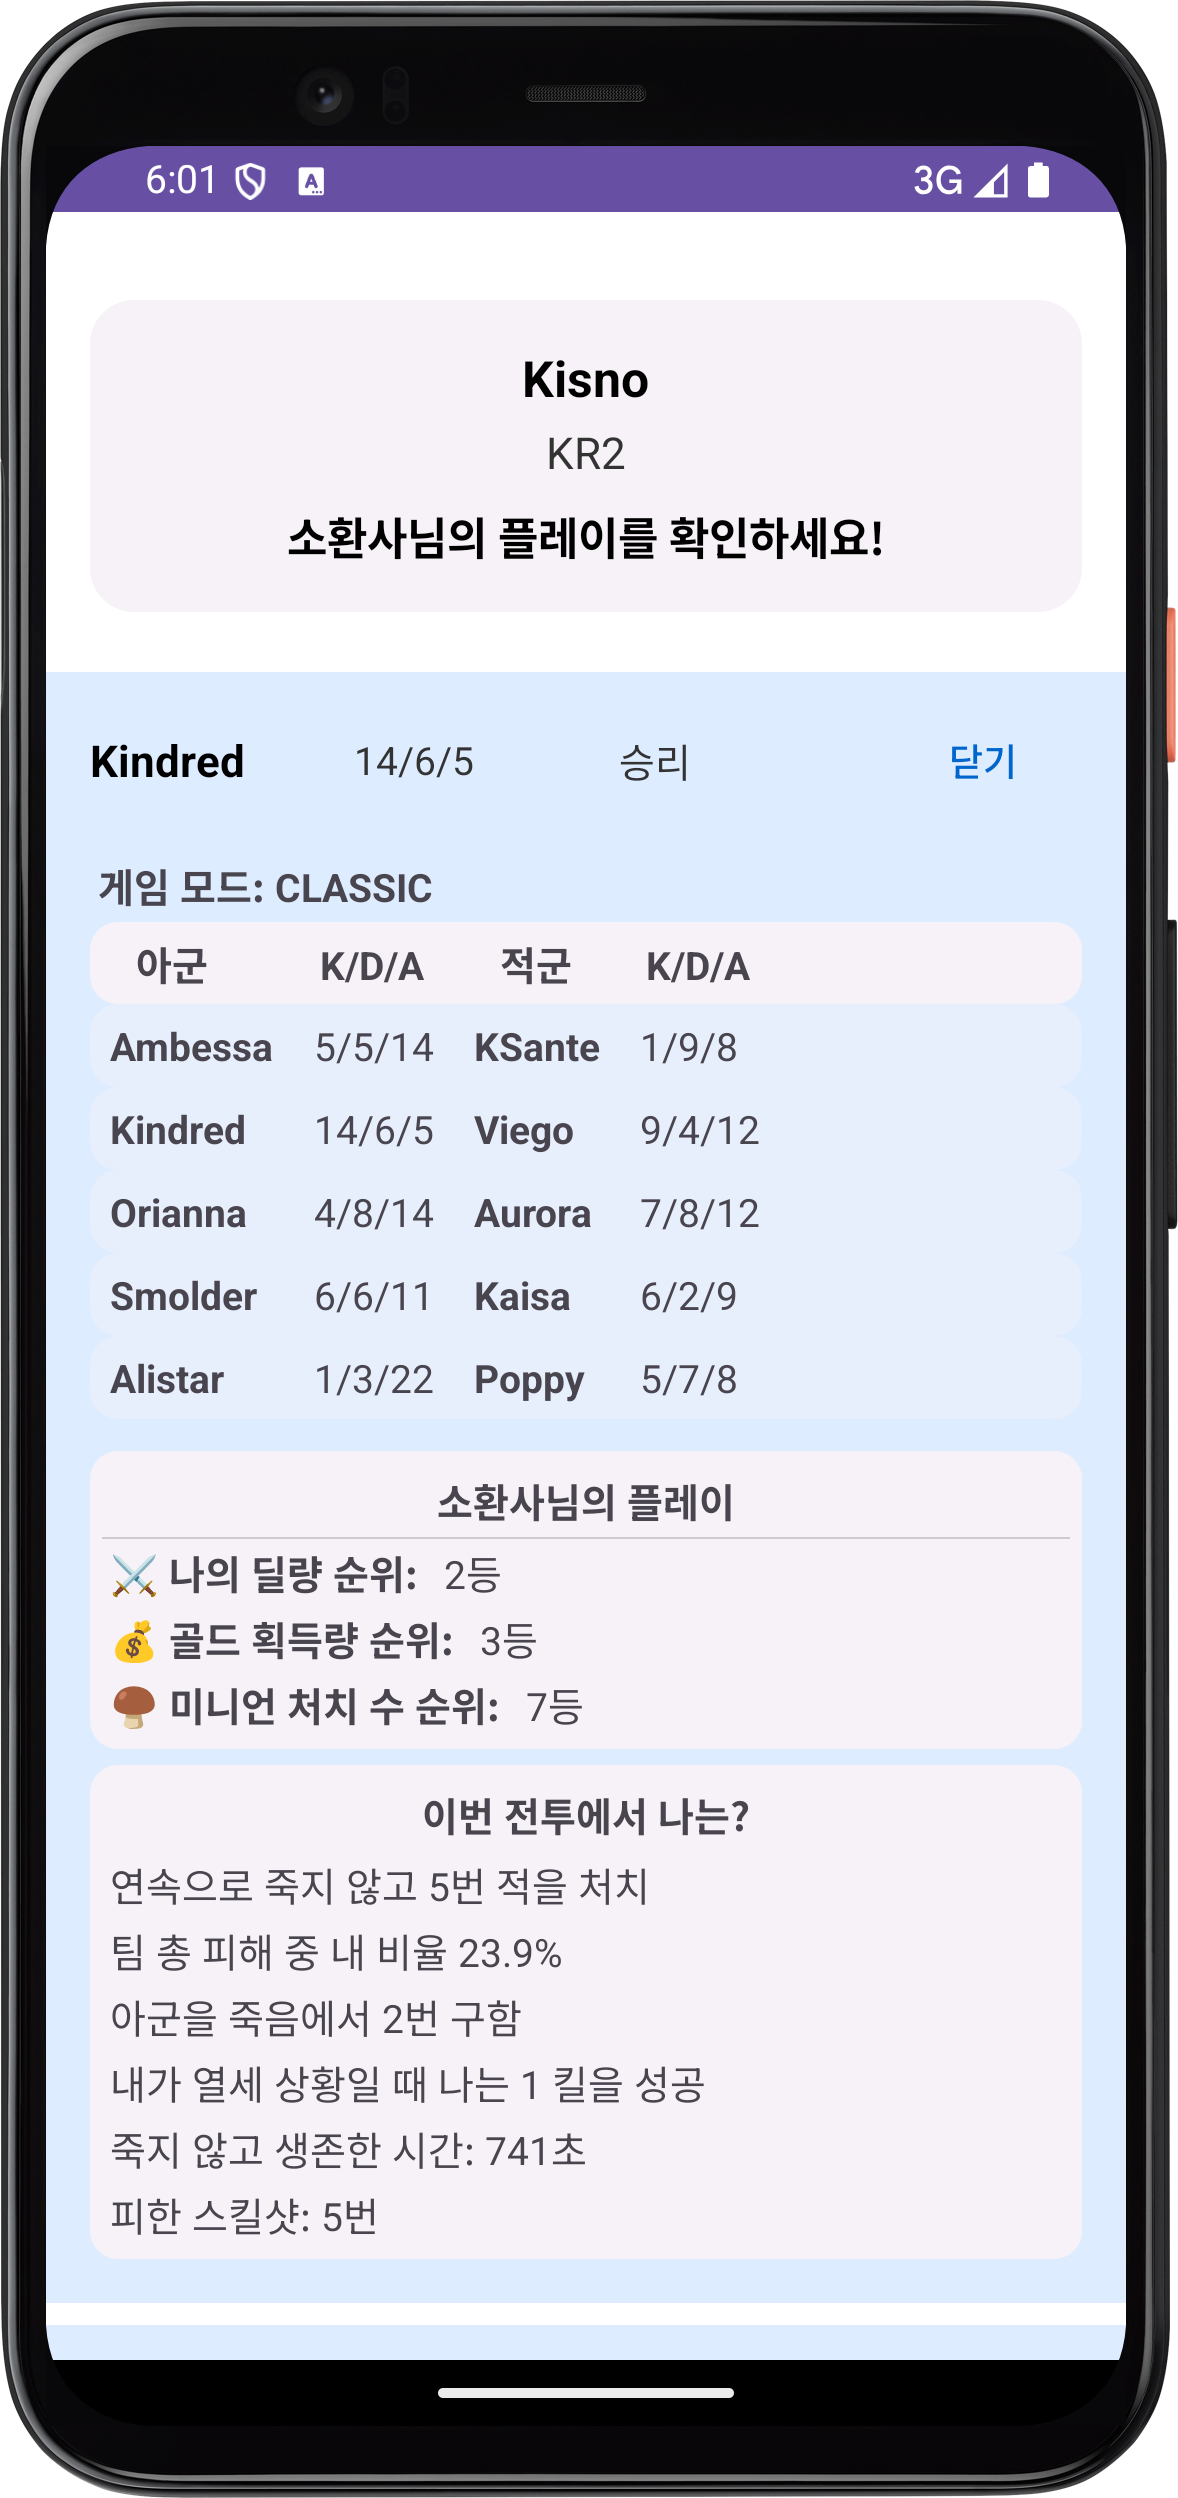 6:01 3G
Kisno
KR2
소환사님의 플레이를 확인하세요!
Kindred 14/6/5 승리 닫기
게임 모드: CLASSIC
아군 K/D/A 적군 K/D/A
Ambessa 5/5/14 KSante 1/9/8
Kindred 14/6/5 Viego 9/4/12
Orianna 4/8/14 Aurora 7/8/12
Smolder 6/6/11 Kaisa 6/2/9
Alistar 1/3/22 Poppy 5/7/8
소환사님의 플레이
⚔️ 나의 딜량 순위: 2등
💰 골드 획득량 순위: 3등
🍄 미니언 처치 수 순위: 7등
이번 전투에서 나는?
연속으로 죽지 않고 5번 적을 처치
팀 총 피해 중 내 비율 23.9%
아군을 죽음에서 2번 구함
내가 열세 상황일 때 나는 1 킬을 성공
죽지 않고 생존한 시간: 741초
피한 스킬샷: 5번